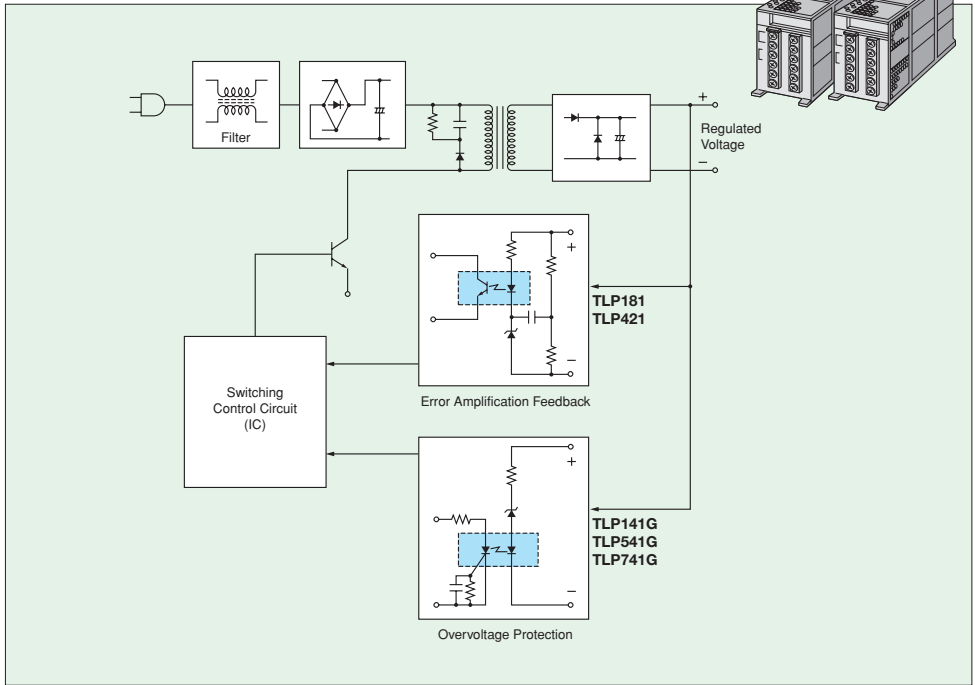 Filter
+
Regulated
Voltage
−
+
−
TLP181
TLP421
Error Amplification Feedback
Switching
Control Circuit
(IC)
+
−
TLP141G
TLP541G
TLP741G
Overvoltage Protection